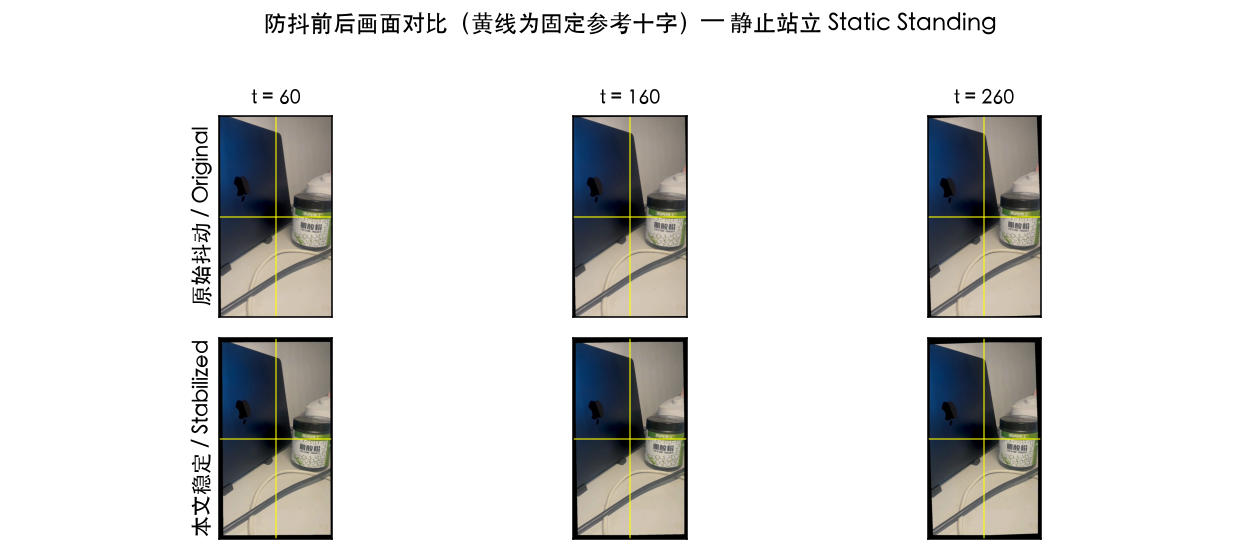 防抖前后画面对比（黄线为固定参考十字）— 静止站立 Static Standing
t = 60
t = 160
t = 260
原始抖动 / Original
本文稳定 / Stabilized